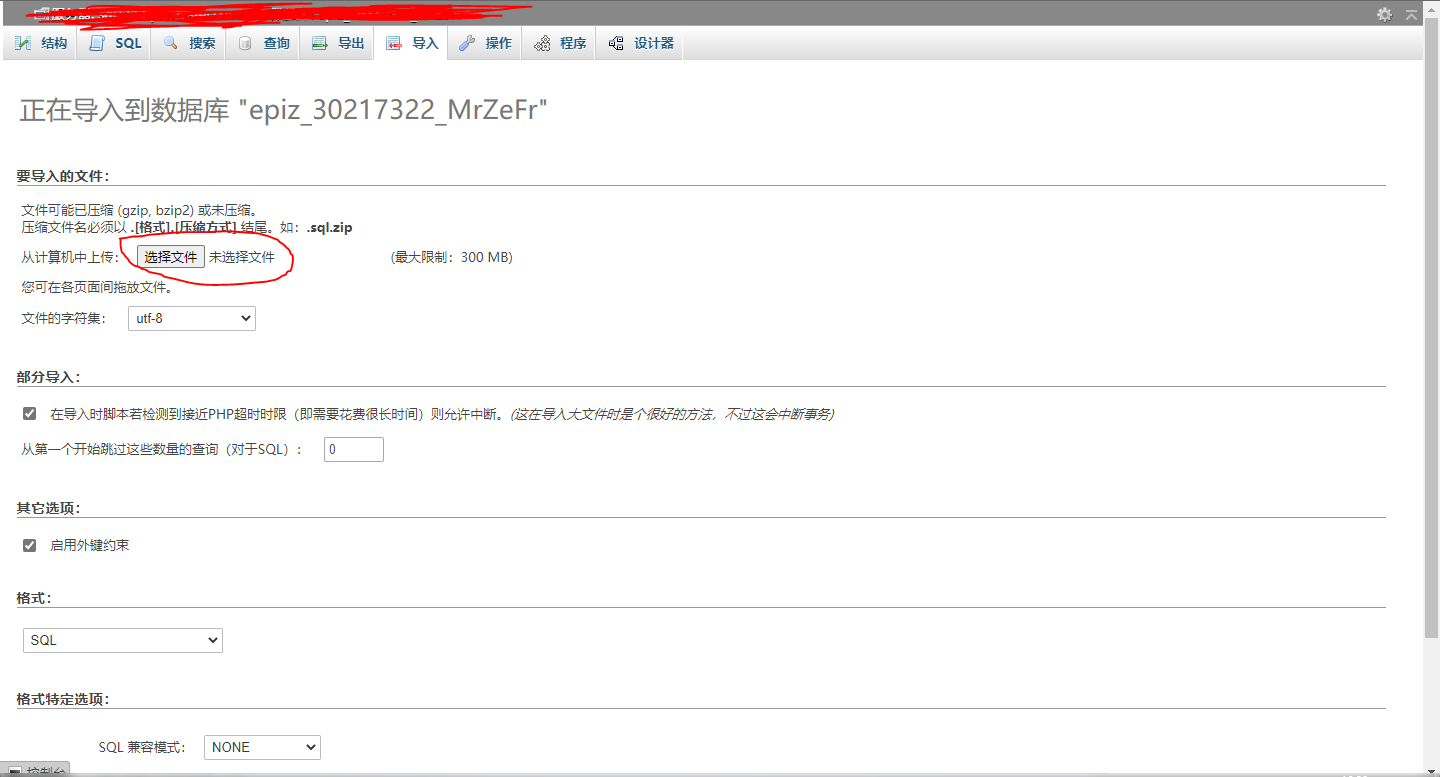 结构 SQL 搜索 查询 导出 导入 操作 程序 设计器
正在导入到数据库 "epiz_30217322_MrZeFr"
要导入的文件：
文件可能已压缩 (gzip, bzip2) 或未压缩。
压缩文件名必须以 .[格式].[压缩方式] 结尾。如：.sql.zip
从计算机中上传： 选择文件 未选择文件 (最大限制：300 MB)
您可在各页面间拖放文件。
文件的字符集： utf-8
部分导入：
在导入时脚本若检测到接近PHP超时时限（即需要花费很长时间）则允许中断。(这在导入大文件时是个很好的方法，不过这会中断事务)
从第一个开始跳过这些数量的查询（对于SQL）： 0
其它选项：
启用外键约束
格式：
SQL
格式特定选项：
SQL 兼容模式： NONE
控制台